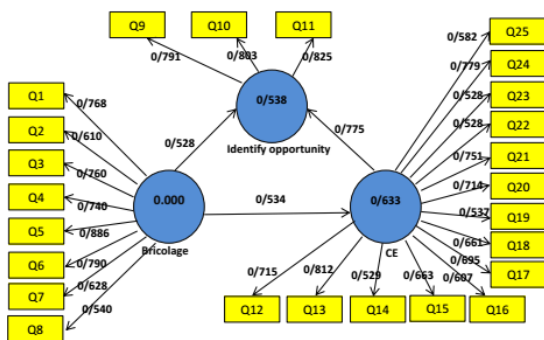 Q9 Q10 Q11
0/791 0/803 0/825
0/538
Identify opportunity
0/528 0/775
Q1 0/768
Q2 0/610
Q3 0/760
Q4 0/740
Q5 0/886
Q6 0/790
Q7 0/628
Q8 0/540
0.000
Bricolage
0/534
0/633
CE
Q25 0/582
Q24 0/779
Q23 0/528
Q22 0/528
Q21 0/751
Q20 0/714
Q19 0/537
Q18 0/661
Q17 0/695
Q16 0/607
0/715 0/812 0/529 0/663
Q12 Q13 Q14 Q15